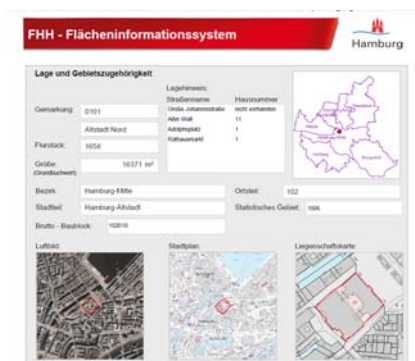 FHH - Flächeninformationssystem
Hamburg
Lage und Gebietszugehörigkeit
Lagehinweis:
Straßenname Hausnummer
Große Johannisstraße nicht vorhanden
Alter Wall 11
Adolphsplatz 1
Rathausmarkt 1
Gemarkung: 0101
Altstadt Nord
Flurstück: 1658
Größe: 16371 m²
(Grundbuchwert)
Bezirk: Hamburg-Mitte
Ortsteil: 102
Stadtteil: Hamburg-Altstadt
Statistisches Gebiet:
Brutto - Baublock:
Luftbild:
Stadtplan:
Liegenschaftskarte: